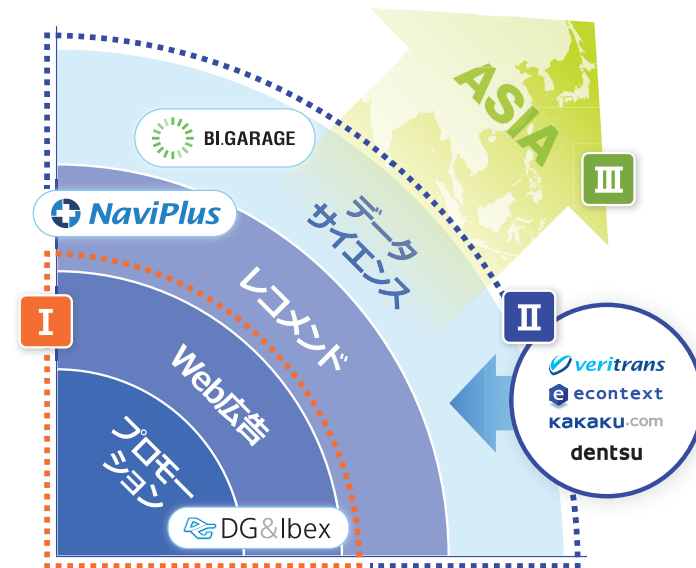 ASIA
BI.GARAGE
III
NaviPlus
データ
サイエンス
I
レコメンド
II
Web広告
veritrans
e econtext
kakaku.com
dentsu
プロモー
ション
DG&Ibex